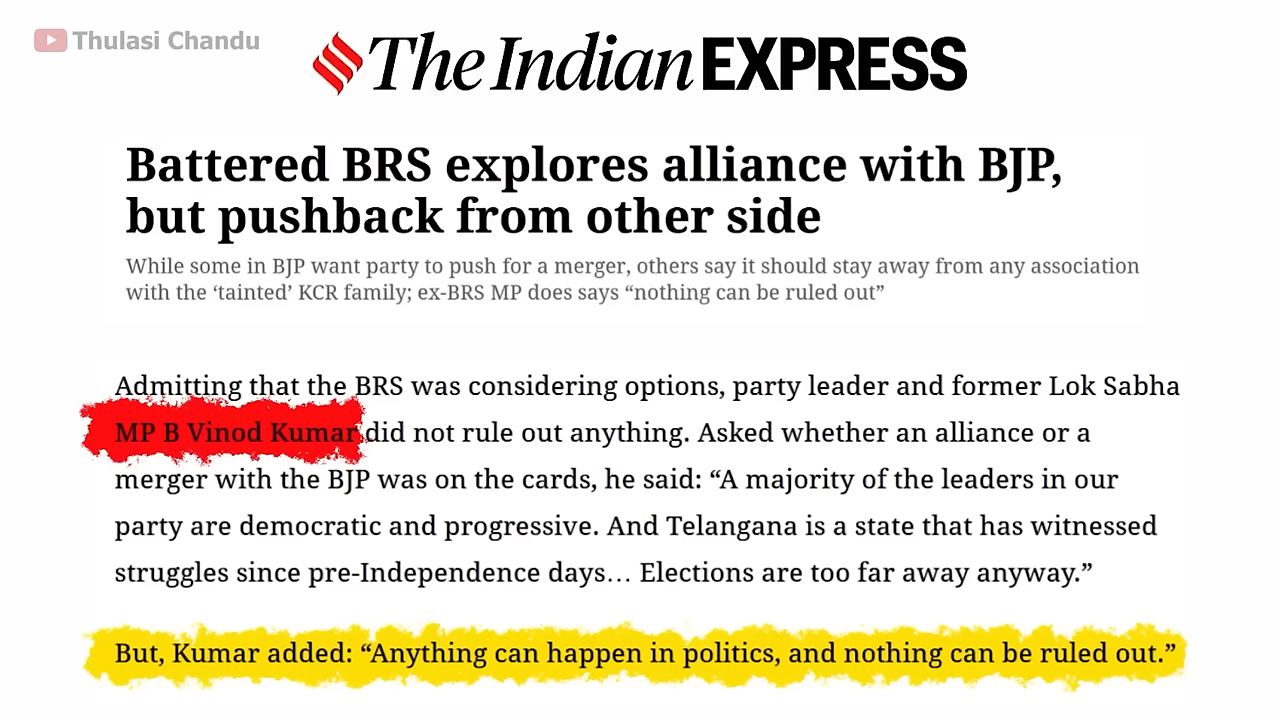 Thulasi Chandu
The Indian EXPRESS
Battered BRS explores alliance with BJP,
but pushback from other side
While some in BJP want party to push for a merger, others say it should stay away from any association
with the ‘tainted’ KCR family; ex-BRS MP does says “nothing can be ruled out”
Admitting that the BRS was considering options, party leader and former Lok Sabha
MP B Vinod Kumar did not rule out anything. Asked whether an alliance or a
merger with the BJP was on the cards, he said: “A majority of the leaders in our
party are democratic and progressive. And Telangana is a state that has witnessed
struggles since pre-Independence days… Elections are too far away anyway.”
But, Kumar added: “Anything can happen in politics, and nothing can be ruled out.”